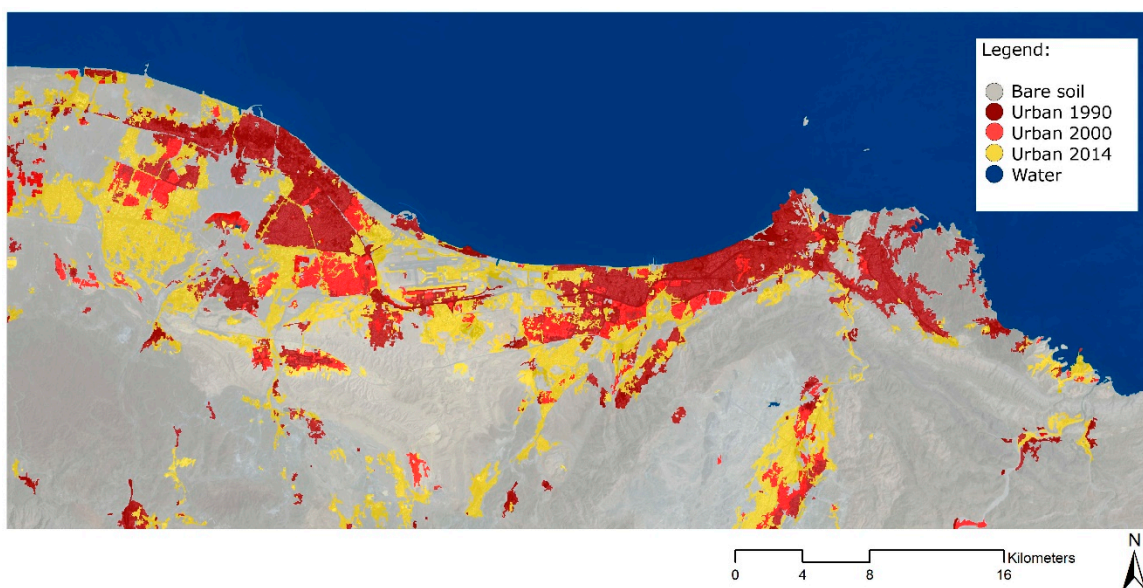 Legend:
Bare soil
Urban 1990
Urban 2000
Urban 2014
Water
N
Kilometers
0 4 8 16